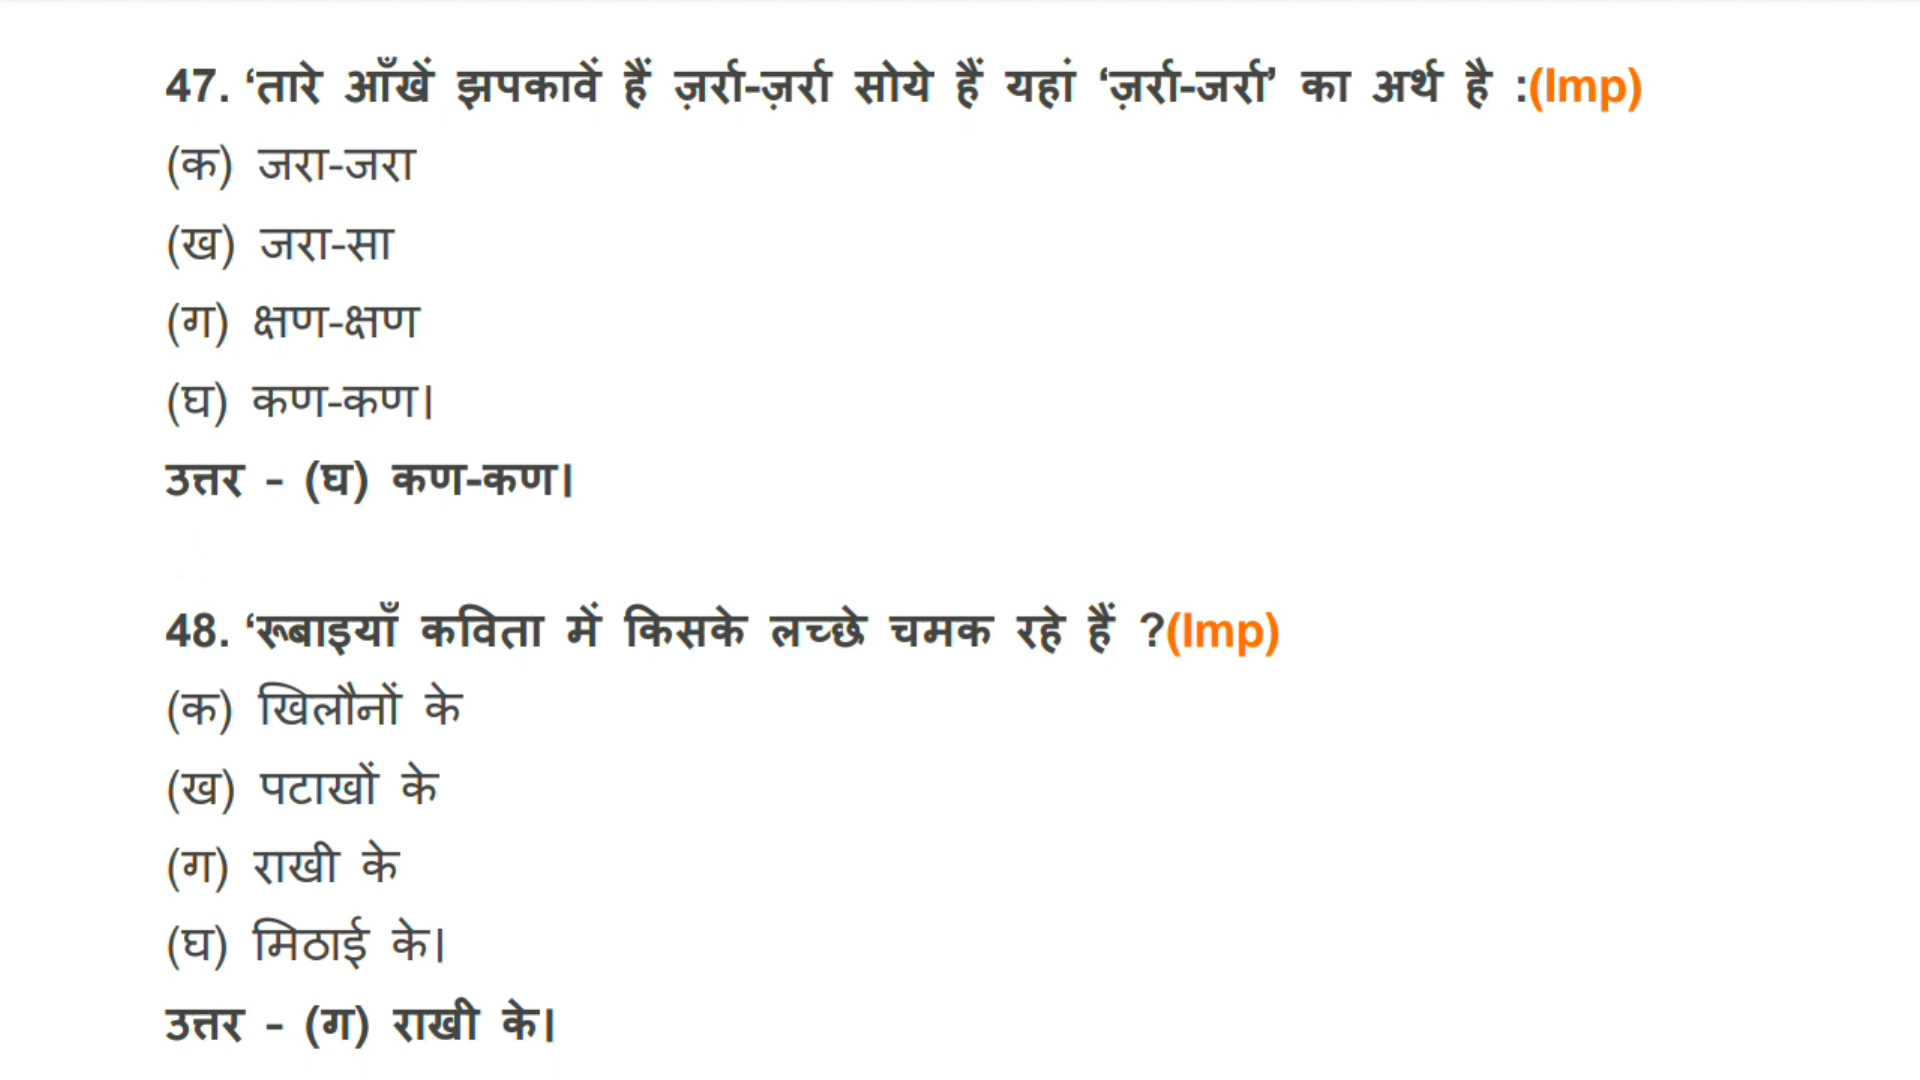 47. ‘तारे आँखें झपकावें हैं ज़र्रा-ज़र्रा सोये हैं यहां ‘ज़र्रा-जर्रा’ का अर्थ है :(Imp)
(क) जरा-जरा
(ख) जरा-सा
(ग) क्षण-क्षण
(घ) कण-कण।
उत्तर - (घ) कण-कण।
48. ‘रूबाइयाँ कविता में किसके लच्छे चमक रहे हैं ?(Imp)
(क) खिलौनों के
(ख) पटाखों के
(ग) राखी के
(घ) मिठाई के।
उत्तर - (ग) राखी के।